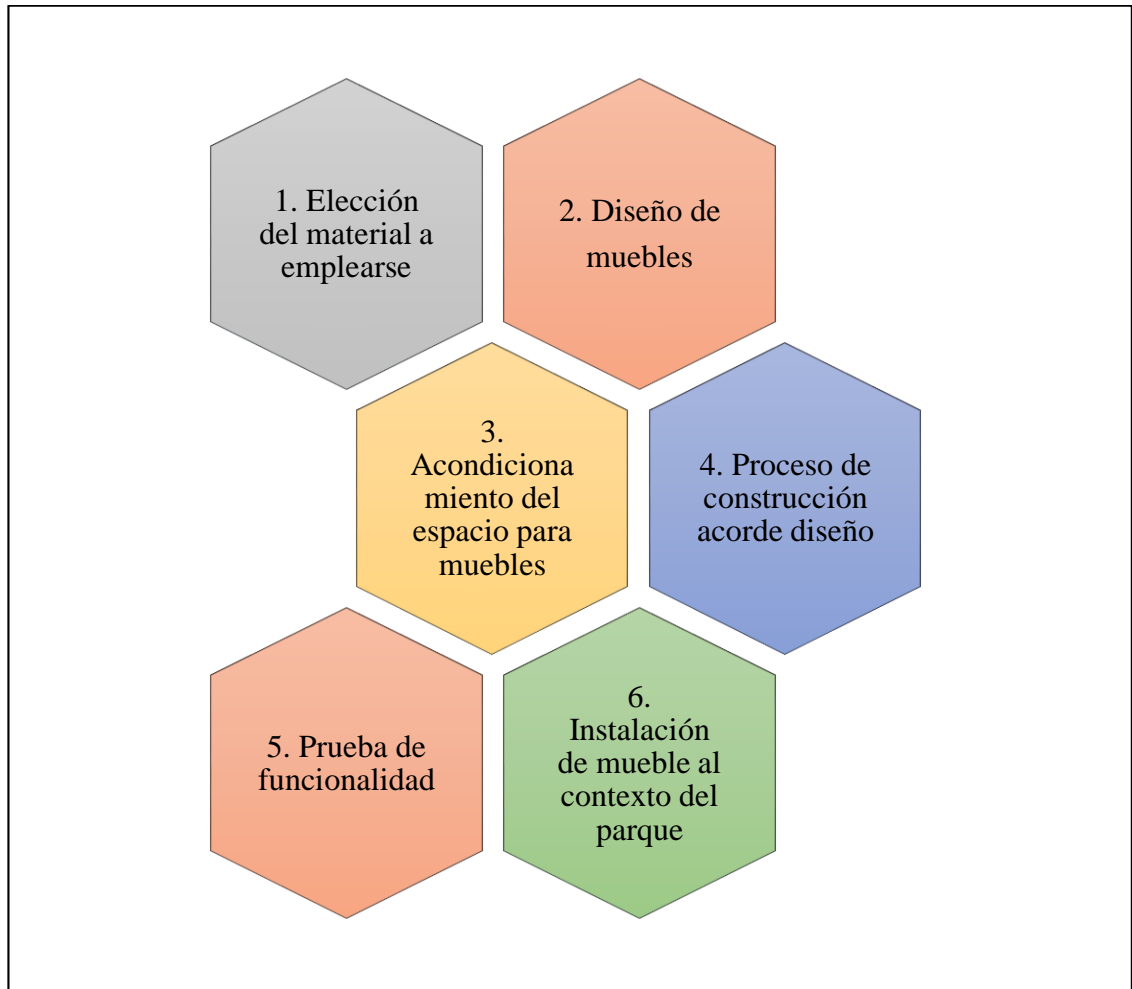 1. Elección
del material a
emplearse
2. Diseño de
muebles
3.
Acondiciona
miento del
espacio para
muebles
4. Proceso de
construcción
acorde diseño
5. Prueba de
funcionalidad
6.
Instalación
de mueble al
contexto del
parque